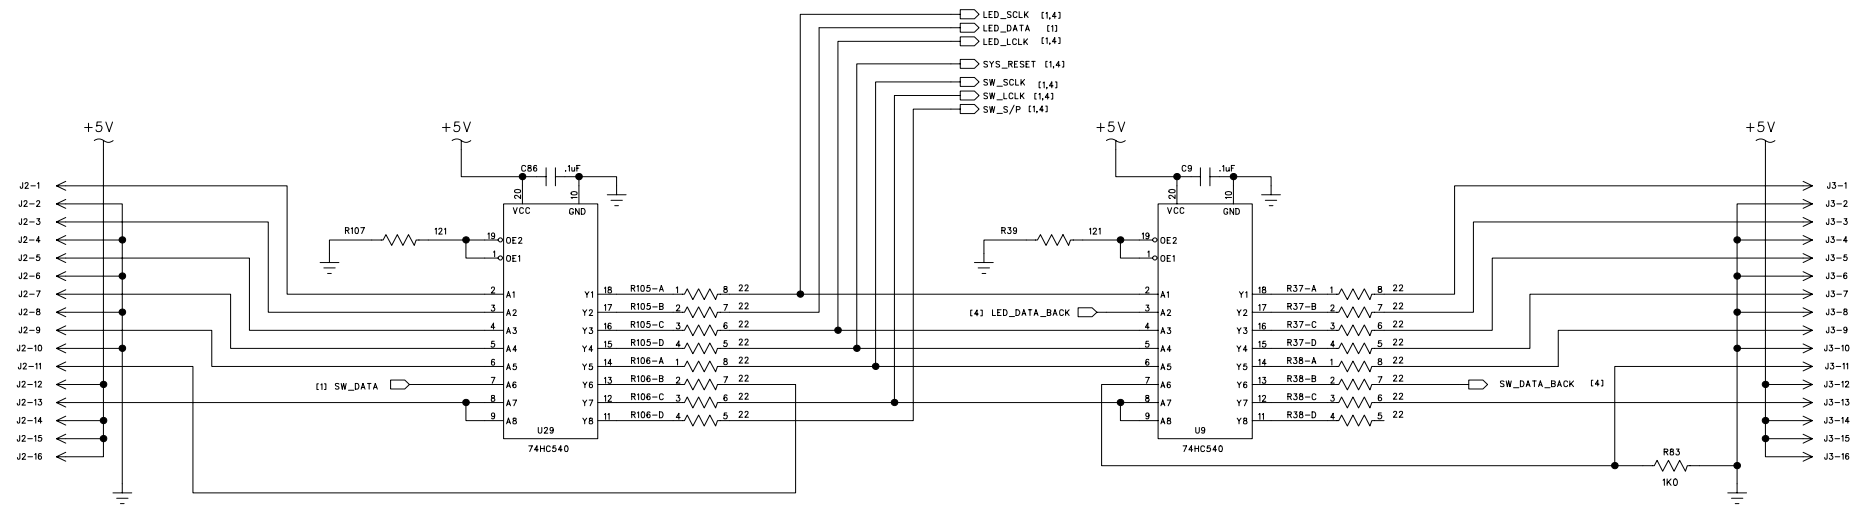 LED_SCLK [1,4]
LED_DATA [1]
LED_LCLK [1,4]
SYS_RESET [1,4]
SW_SCLK [1,4]
SW_LCLK [1,4]
SW_S/P [1,4]
+5V +5V +5V +5V
C86 .1uF C9 .1uF
20 10 20 10
J2-1 J3-1
J2-2 VCC GND VCC GND J3-2
J2-3 J3-3
J2-4 R107 121 19 OE2 R39 121 19 OE2 J3-4
J2-5 1 OE1 1 OE1 J3-5
J2-6 J3-6
J2-7 2 A1 Y1 18 R105-A 1 8 22 2 A1 Y1 18 R37-A 1 8 22 J3-7
J2-8 3 A2 Y2 17 R105-B 2 7 22 [4] LED_DATA_BACK 3 A2 Y2 17 R37-B 2 7 22 J3-8
J2-9 4 A3 Y3 16 R105-C 3 6 22 4 A3 Y3 16 R37-C 3 6 22 J3-9
J2-10 5 A4 Y4 15 R105-D 4 5 22 5 A4 Y4 15 R37-D 4 5 22 J3-10
J2-11 6 A5 Y5 14 R106-A 1 8 22 6 A5 Y5 14 R38-A 1 8 22 J3-11
J2-12 [1] SW_DATA 7 A6 Y6 13 R106-B 2 7 22 7 A6 Y6 13 R38-B 2 7 22 SW_DATA_BACK [4] J3-12
J2-13 8 A7 Y7 12 R106-C 3 6 22 8 A7 Y7 12 R38-C 3 6 22 J3-13
J2-14 9 A8 Y8 11 R106-D 4 5 22 9 A8 Y8 11 R38-D 4 5 22 J3-14
J2-15 U29 U9 J3-15
74HC540 74HC540
J2-16 R83 J3-16
1K0